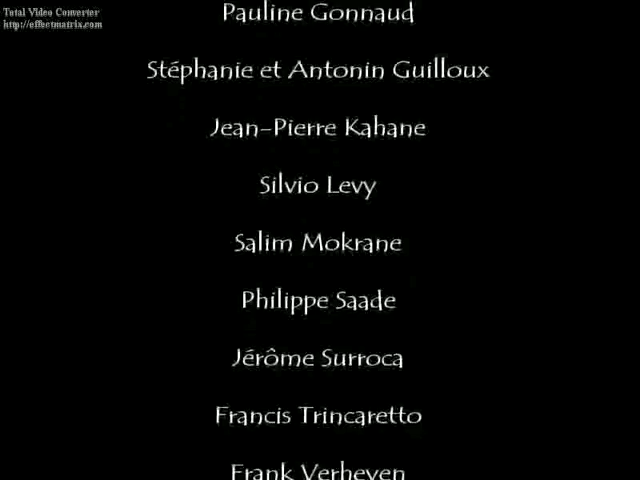 Total Video Converter
http://effectmatrix.com
Pauline Gonnaud
Stéphanie et Antonin Guilloux
Jean-Pierre Kahane
Silvio Levy
Salim Mokrane
Philippe Saade
Jérôme Surroca
Francis Trincaretto
Frank Verheyen